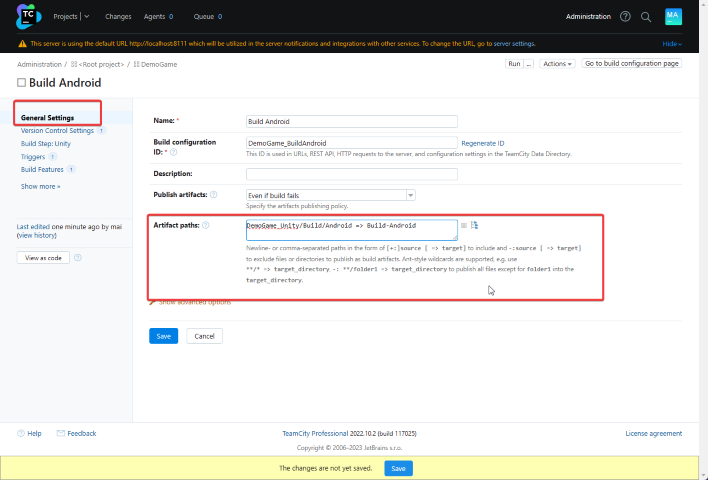 TC
Projects
Changes
Agents 0
Queue 0
Administration
MA
This server is using the default URL http://localhost:8111 which will be utilized in the server notifications and integrations with other services. To change the URL, go to server settings.
Hide
Administration / <Root project> / DemoGame
Run ... Actions Go to build configuration page
Build Android
General Settings
Version Control Settings 1
Build Step: Unity
Triggers 1
Build Features 1
Show more »
Last edited one minute ago by mai
(view history)
View as code
Name: *
Build Android
Build configuration
ID: *
DemoGame_BuildAndroid
Regenerate ID
This ID is used in URLs, REST API, HTTP requests to the server, and configuration settings in the TeamCity Data Directory.
Description:
Publish artifacts:
Even if build fails
Specify the artifacts publishing policy.
Artifact paths:
DemoGame_Unity/Build/Android => Build-Android
Newline- or comma-separated paths in the form of [+:]source [ => target] to include and -:source [ => target]
to exclude files or directories to publish as build artifacts. Ant-style wildcards are supported, e.g. use
**/* => target_directory -: **/folder1 => target_directory to publish all files except for folder1 into the
target_directory.
Show advanced options
Save
Cancel
Help
Feedback
TeamCity Professional 2022.10.2 (build 117025)
License agreement
Copyright © 2006–2023 JetBrains s.r.o.
The changes are not yet saved.
Save